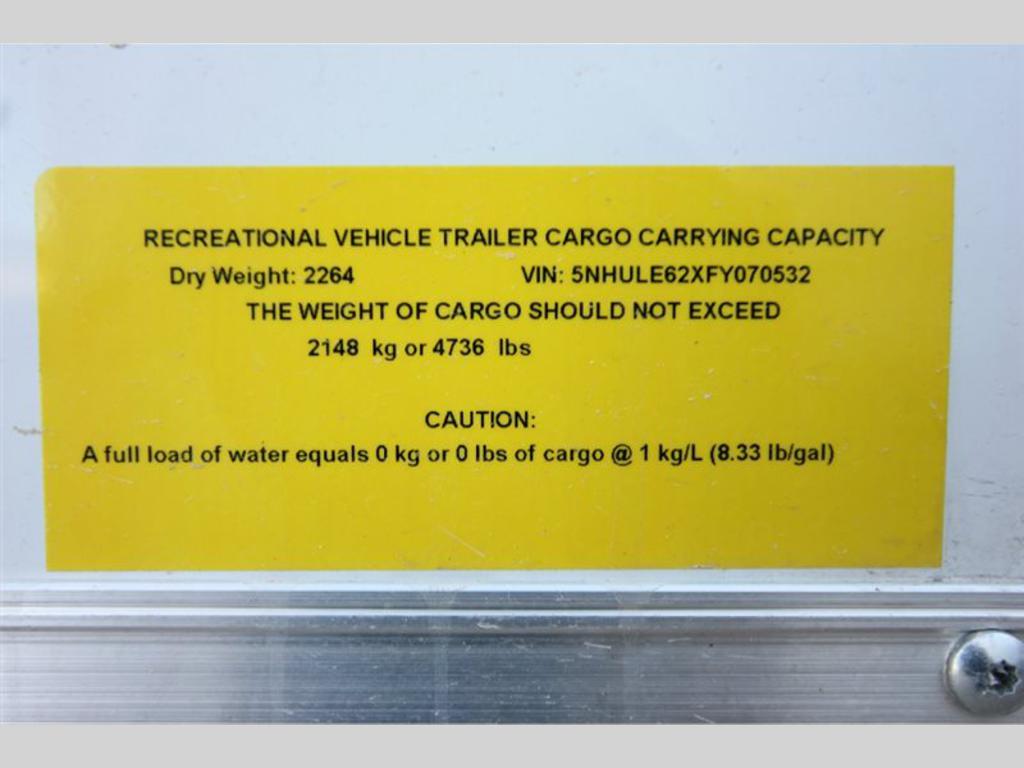 RECREATIONAL VEHICLE TRAILER CARGO CARRYING CAPACITY
Dry Weight: 2264 VIN: 5NHULE62XFY070532
THE WEIGHT OF CARGO SHOULD NOT EXCEED
2148 kg or 4736 lbs
CAUTION:
A full load of water equals 0 kg or 0 lbs of cargo @ 1 kg/L (8.33 lb/gal)